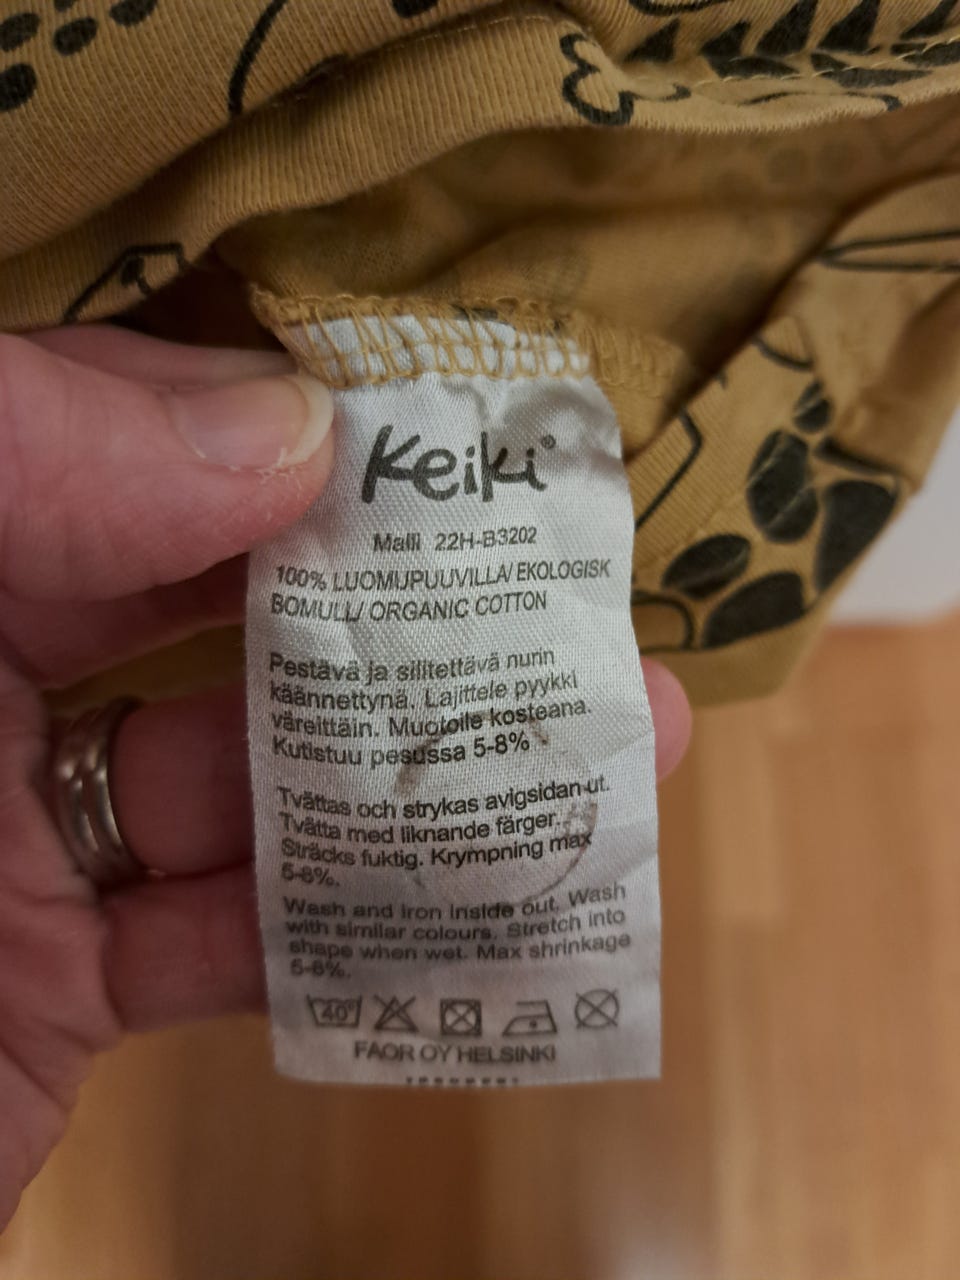 Keiki®
Malli 22H-B3202
100% LUOMUPUUVILLA/ EKOLOGISK
BOMULL/ ORGANIC COTTON
Pestävä ja silitettävä nurin
käännettynä. Lajittele pyykki
väreittäin. Muotoile kosteana.
Kutistuu pesussa 5-8%.
Tvättas och strykas avigsidan ut.
Tvätta med liknande färger.
Sträcks fuktig. Krympning max
5-8%.
Wash and iron inside out. Wash
with similar colours. Stretch into
shape when wet. Max shrinkage
5-8%.
40°
FAOR OY HELSINKI